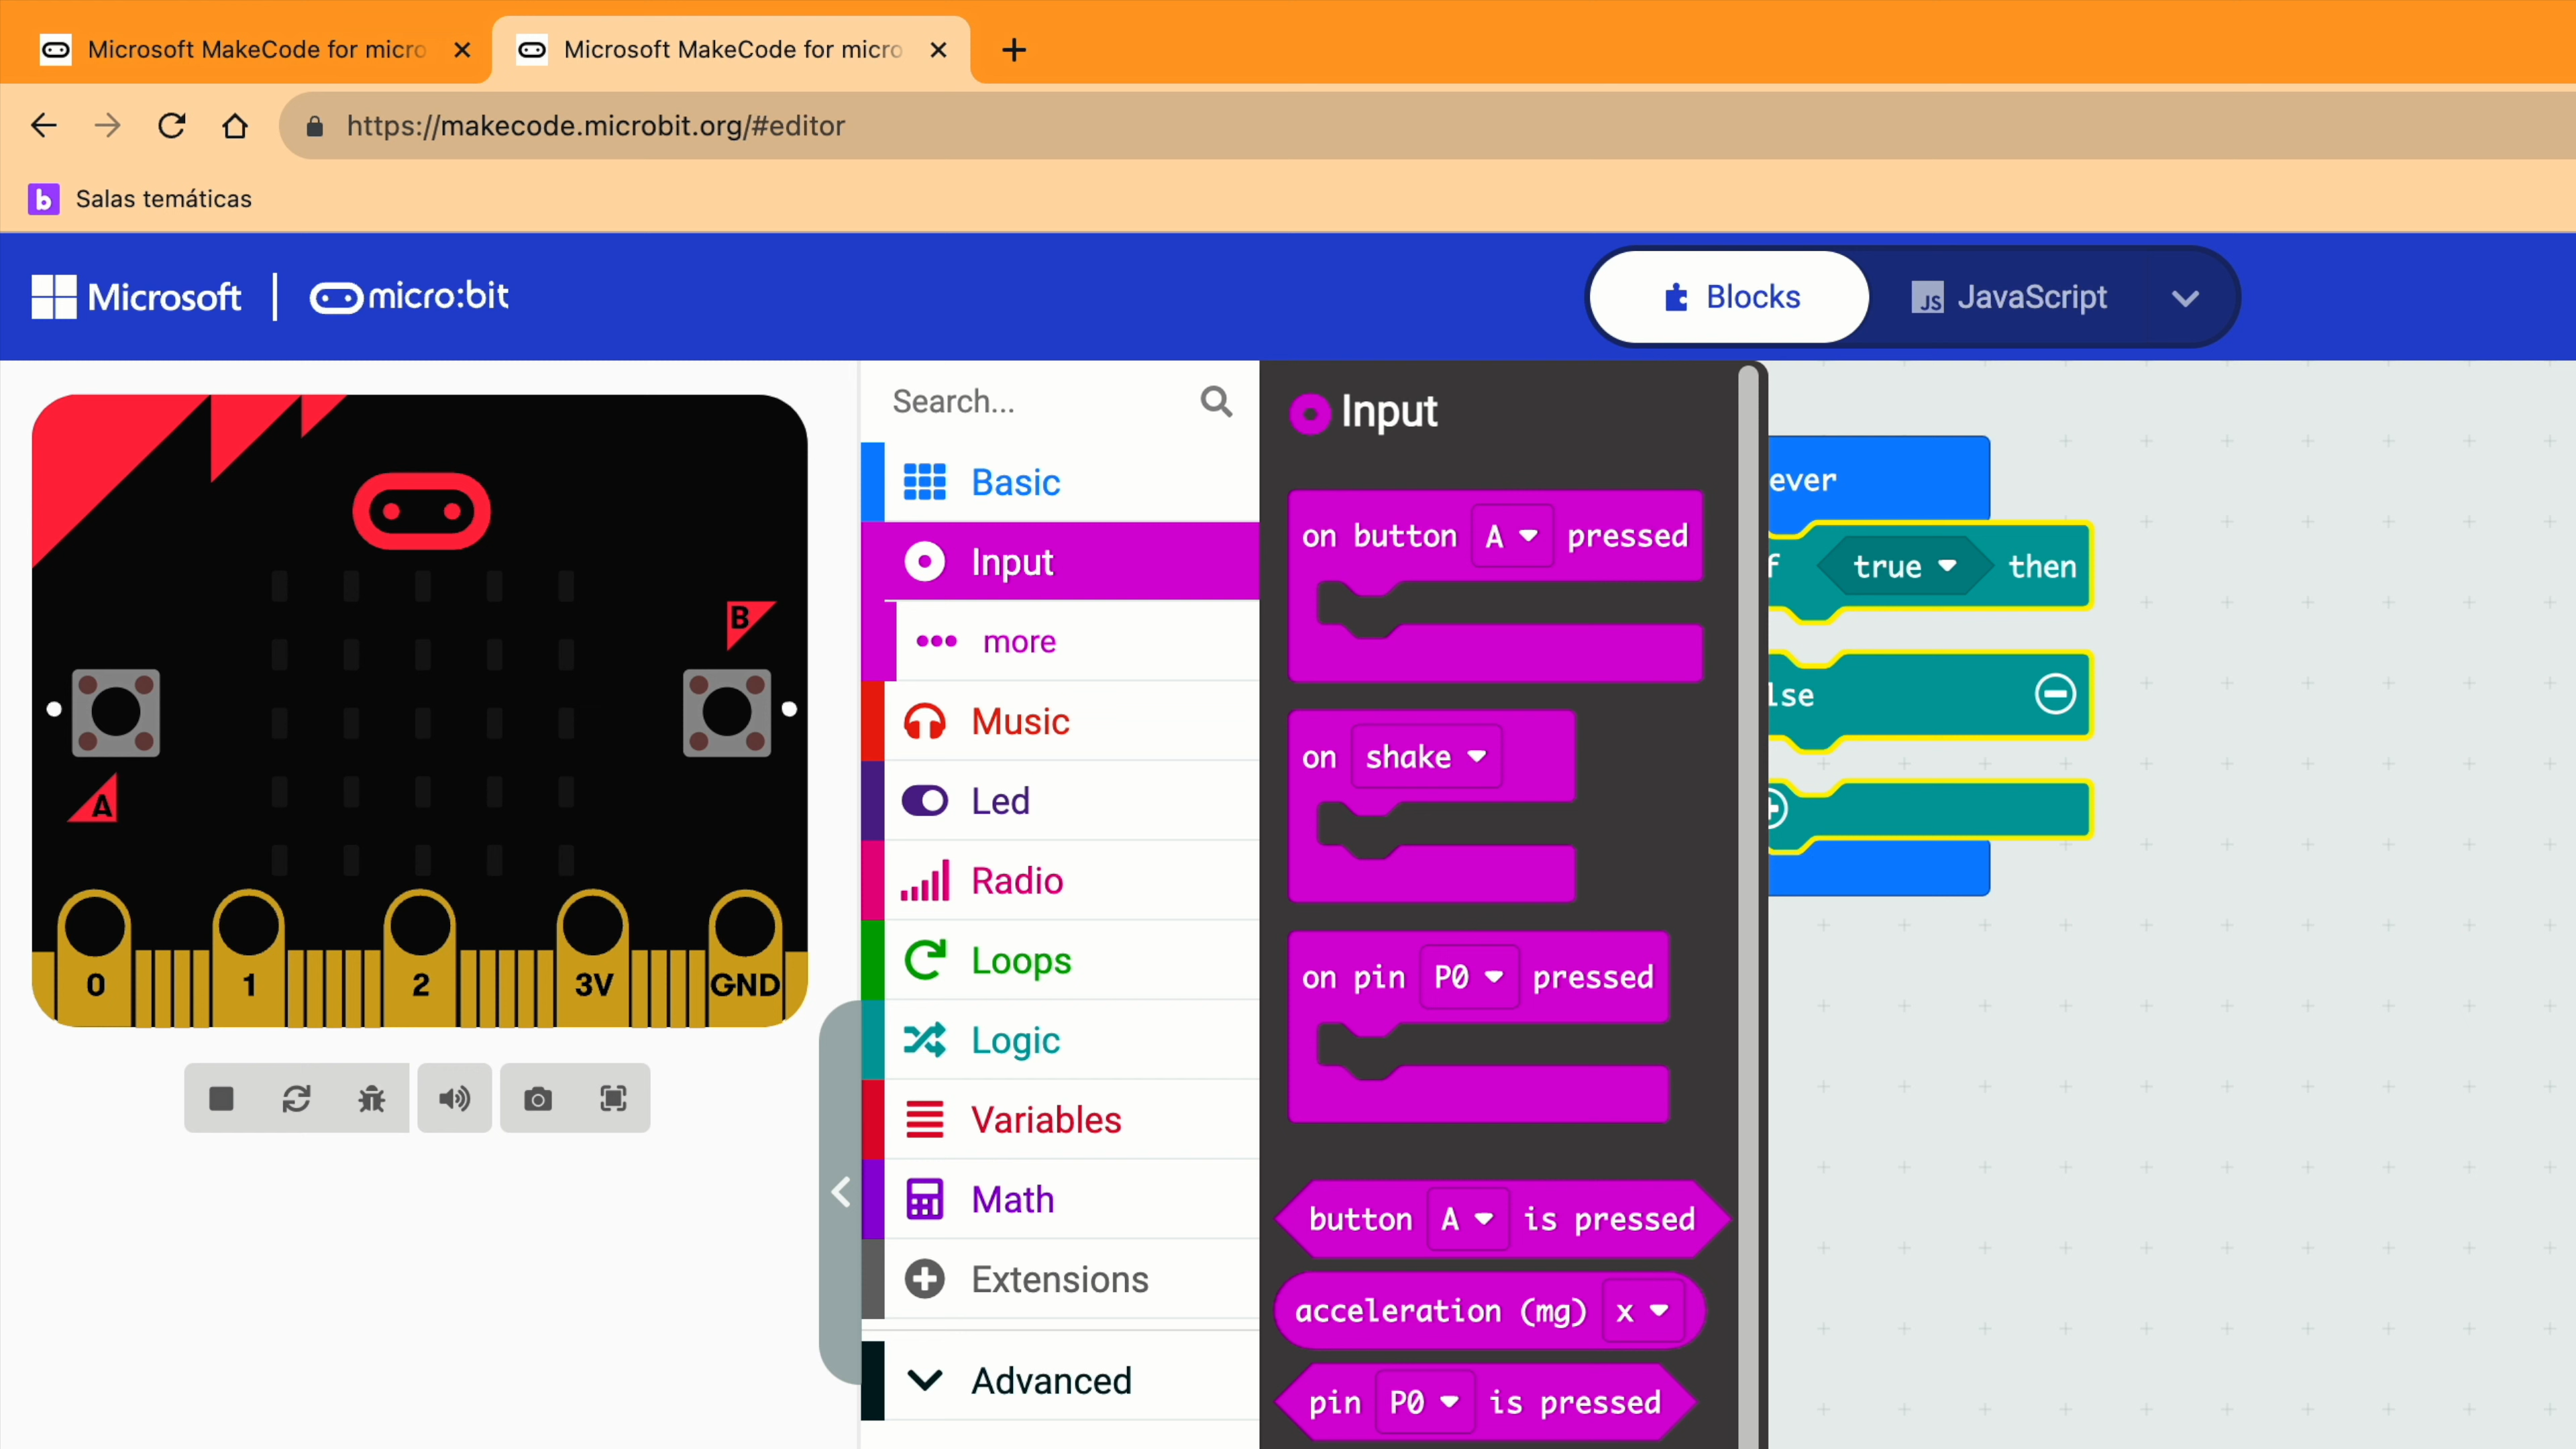 Microsoft MakeCode for micro
Microsoft MakeCode for micro
https://makecode.microbit.org/#editor
b Salas temáticas
Microsoft | micro:bit
Blocks
JS JavaScript
B
A
0 1 2 3V GND
Search...
Basic
Input
more
Music
Led
Radio
Loops
Logic
Variables
Math
Extensions
Advanced
Input
on button A pressed
on shake
on pin P0 pressed
button A is pressed
acceleration (mg) x
pin P0 is pressed
ever
f true then
lse